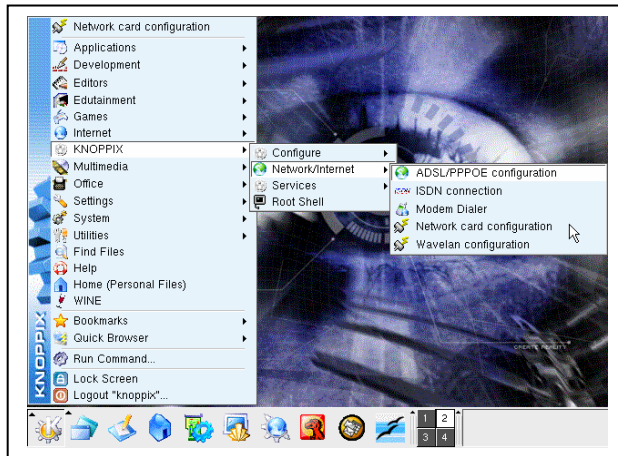 Network card configuration
Applications
Development
Editors
Edutainment
Games
Internet
KNOPPIX
Multimedia
Office
Settings
System
Utilities
Find Files
Help
Home (Personal Files)
WINE
Bookmarks
Quick Browser
Run Command...
Lock Screen
Logout "knoppix"...
KNOPPIX
Configure
Network/Internet
Services
Root Shell
ADSL/PPPOE configuration
ISDN connection
Modem Dialer
Network card configuration
Wavelan configuration
CREATE REALITY
1 2
3 4